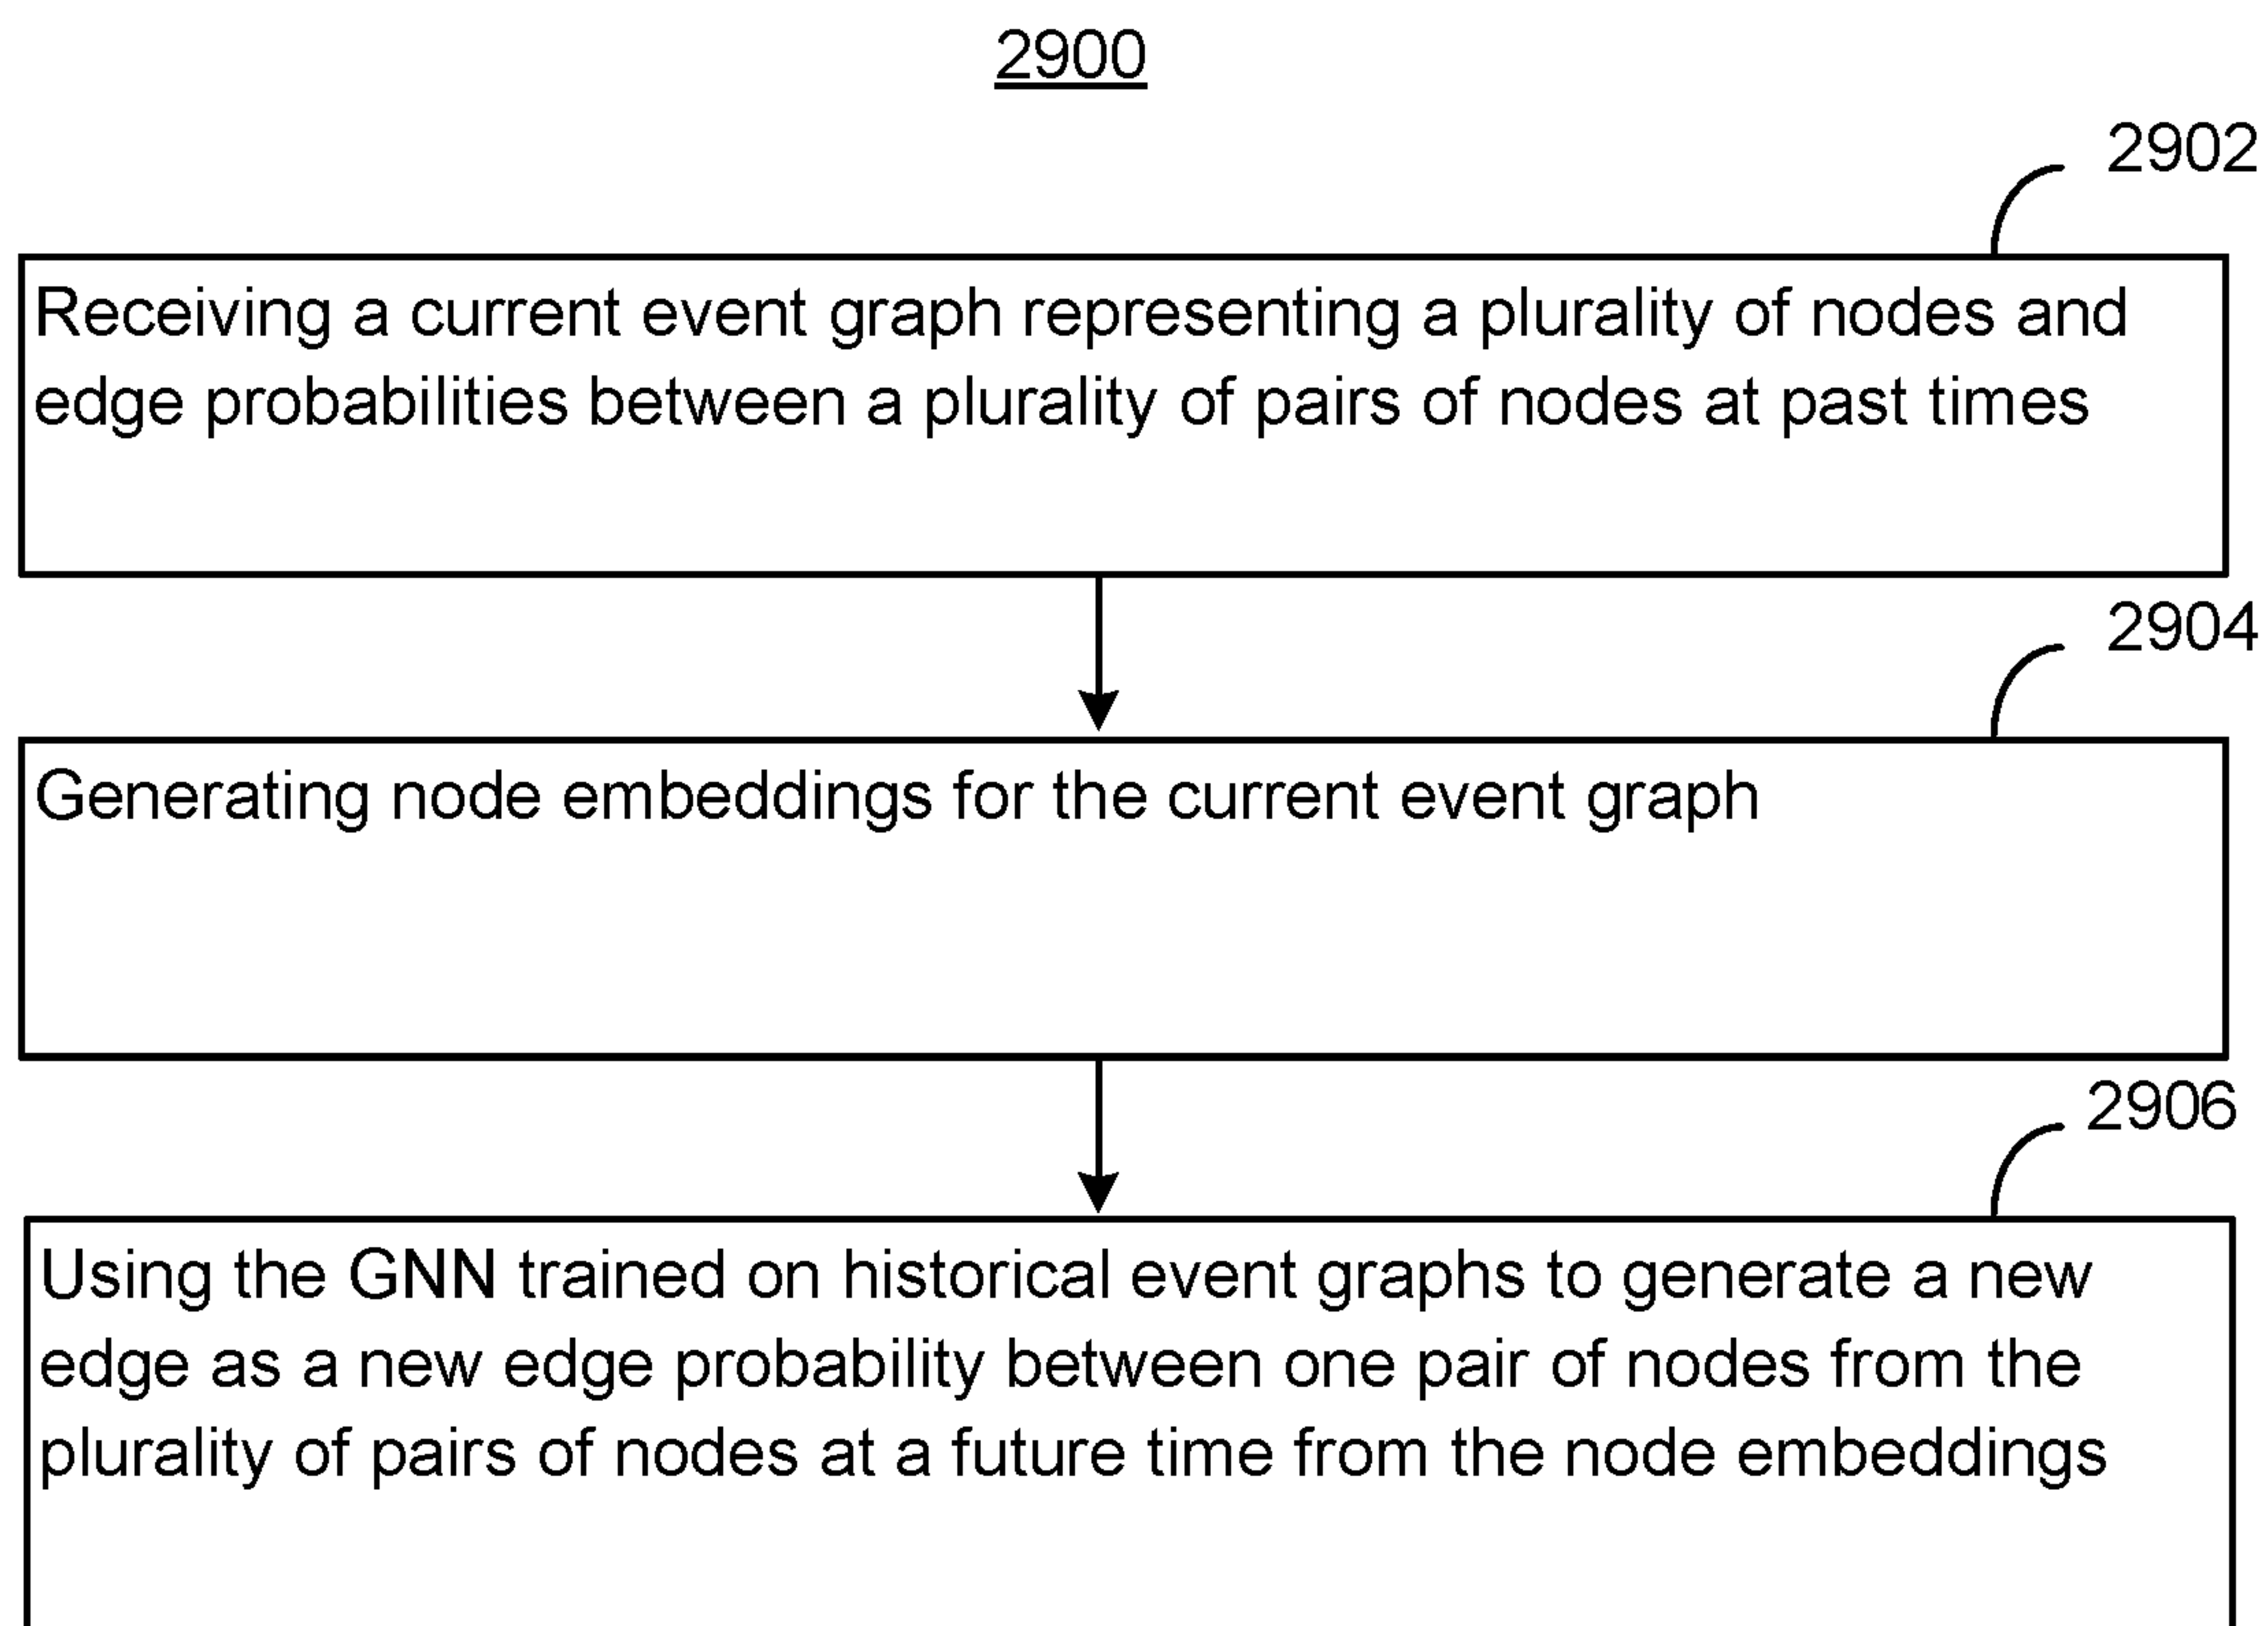 2900
2902
Receiving a current event graph representing a plurality of nodes and
edge probabilities between a plurality of pairs of nodes at past times
2904
Generating node embeddings for the current event graph
2906
Using the GNN trained on historical event graphs to generate a new
edge as a new edge probability between one pair of nodes from the
plurality of pairs of nodes at a future time from the node embeddings